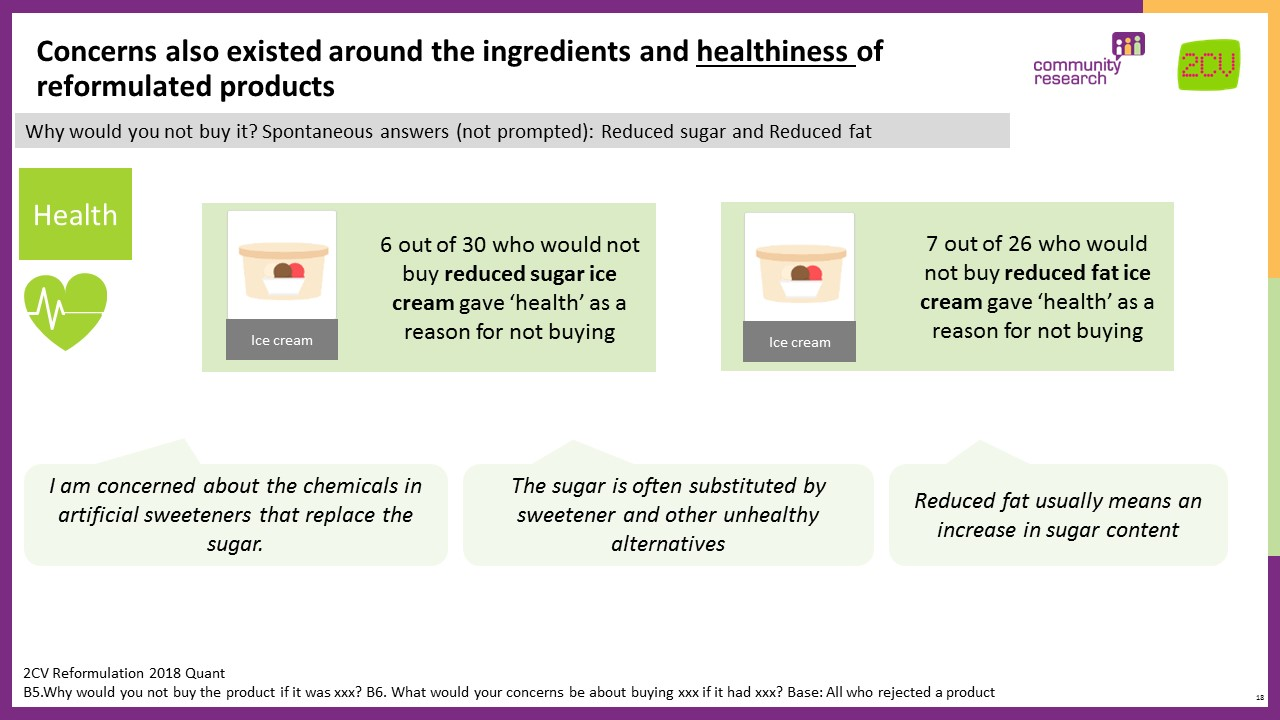 Concerns also existed around the ingredients and healthiness of
reformulated products
community
research
2CV
Why would you not buy it? Spontaneous answers (not prompted): Reduced sugar and Reduced fat
Health
6 out of 30 who would not
buy reduced sugar ice
cream gave ‘health’ as a
reason for not buying
Ice cream
7 out of 26 who would
not buy reduced fat ice
cream gave ‘health’ as a
reason for not buying
Ice cream
I am concerned about the chemicals in
artificial sweeteners that replace the
sugar.
The sugar is often substituted by
sweetener and other unhealthy
alternatives
Reduced fat usually means an
increase in sugar content
2CV Reformulation 2018 Quant
B5.Why would you not buy the product if it was xxx? B6. What would your concerns be about buying xxx if it had xxx? Base: All who rejected a product
18